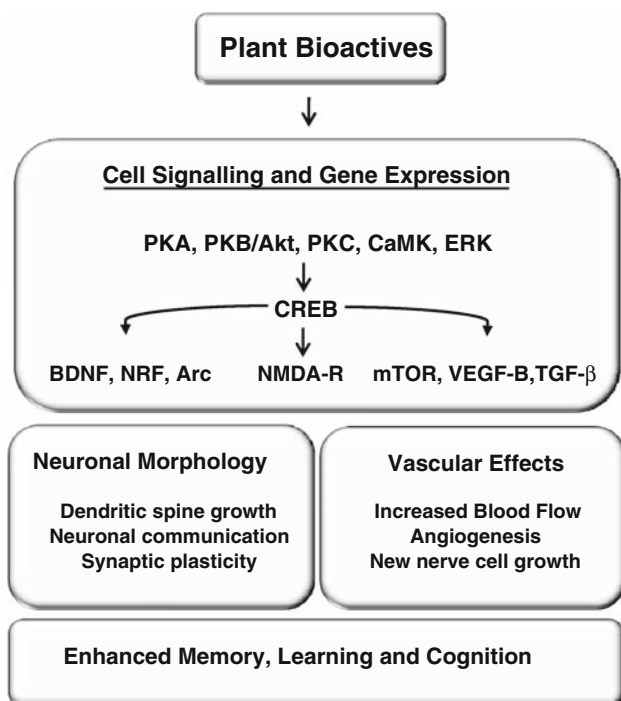 Plant Bioactives
Cell Signalling and Gene Expression
PKA, PKB/Akt, PKC, CaMK, ERK
CREB
BDNF, NRF, Arc
NMDA-R
mTOR, VEGF-B,TGF-β
Neuronal Morphology
Dendritic spine growth
Neuronal communication
Synaptic plasticity
Vascular Effects
Increased Blood Flow
Angiogenesis
New nerve cell growth
Enhanced Memory, Learning and Cognition